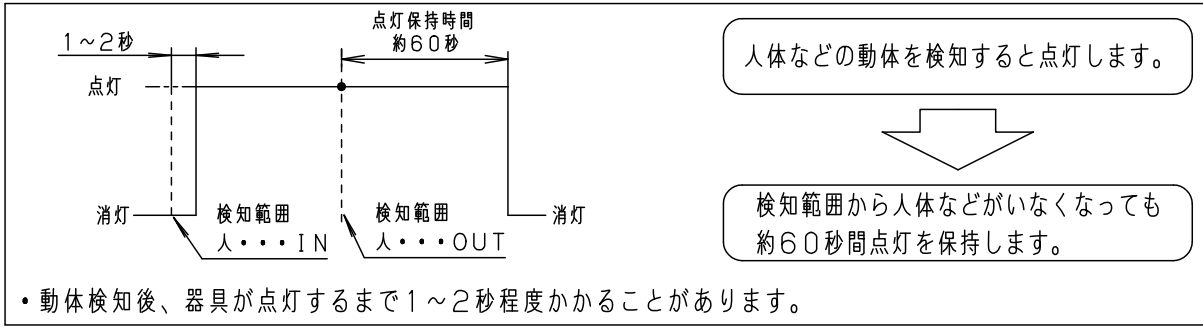 1～2秒
点灯保持時間
約60秒
点灯
消灯
検知範囲
人・・・IN
検知範囲
人・・・OUT
消灯
人体などの動体を検知すると点灯します。
検知範囲から人体などがいなくなっても
約60秒間点灯を保持します。
・動体検知後、器具が点灯するまで1～2秒程度かかることがあります。